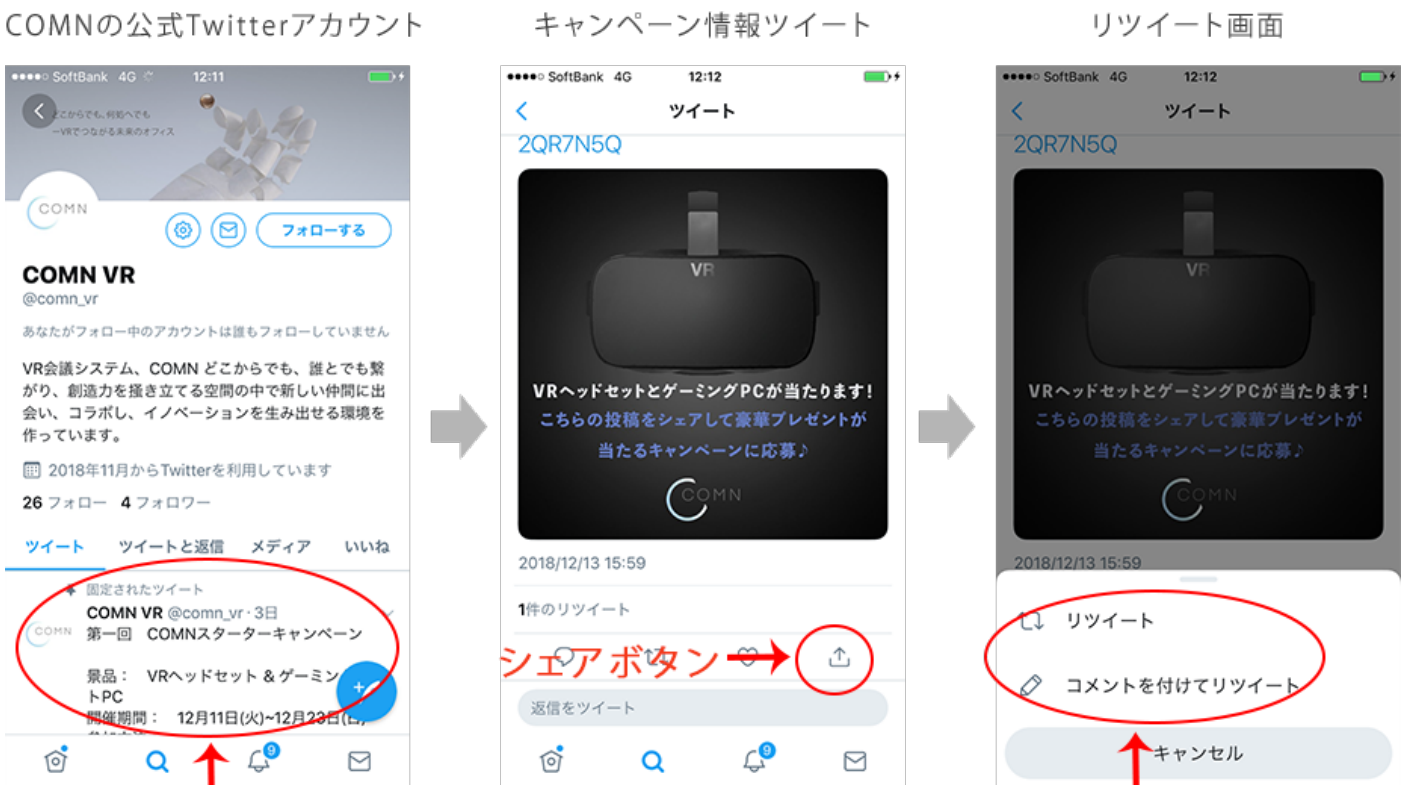 COMNの公式Twitterアカウント
SoftBank 4G 12:11
どこからでも、何処へでも
ーVRでつながる未来のオフィス
COMN
フォローする
COMN VR
@comn_vr
あなたがフォロー中のアカウントは誰もフォローしていません
VR会議システム、COMN どこからでも、誰とでも繋
がり、創造力を掻き立てる空間の中で新しい仲間に出
会い、コラボし、イノベーションを生み出せる環境を
作っています。
2018年11月からTwitterを利用しています
26 フォロー 4 フォロワー
ツイート ツイートと返信 メディア いいね
固定されたツイート
COMN VR @comn_vr・3日
COMN
第一回 COMNスターターキャンペーン
景品： VRヘッドセット & ゲーミン
トPC
開催期間： 12月11日(火)~12月23日(日)
9
キャンペーン情報ツイート
SoftBank 4G 12:12
ツイート
2QR7N5Q
VR
VRヘッドセットとゲーミングPCが当たります!
こちらの投稿をシェアして豪華プレゼントが
当たるキャンペーンに応募♪
COMN
2018/12/13 15:59
1件のリツイート
シェアボタン
返信をツイート
9
リツイート画面
SoftBank 4G 12:12
ツイート
2QR7N5Q
VR
VRヘッドセットとゲーミングPCが当たります!
こちらの投稿をシェアして豪華プレゼントが
当たるキャンペーンに応募♪
COMN
2018/12/13 15:59
リツイート
コメントを付けてリツイート
キャンセル